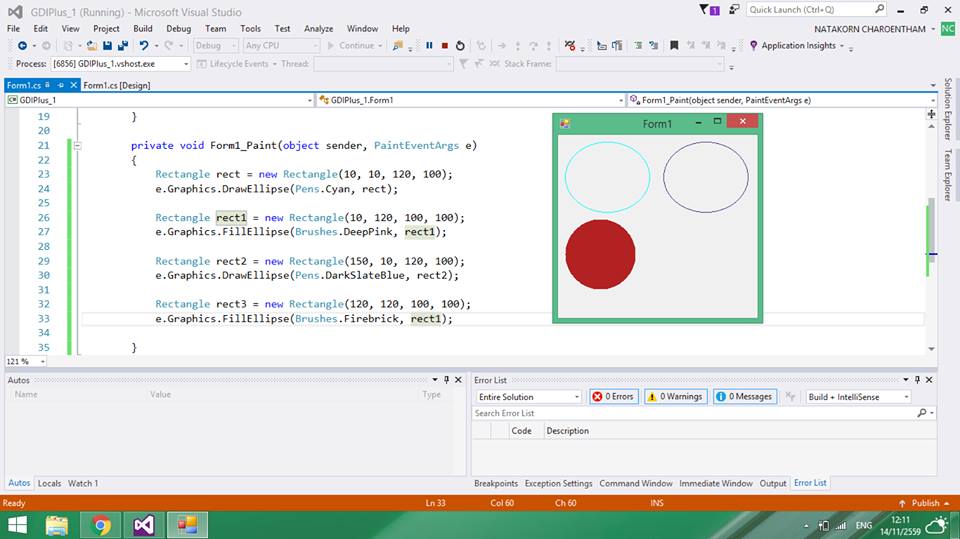 GDIPlus_1 (Running) - Microsoft Visual Studio
1
Quick Launch (Ctrl+Q)
File Edit View Project Build Debug Team Tools Test Analyze Window Help
NATAKORN CHAROENTHAM NC
Debug Any CPU Continue Application Insights
Process: [6856] GDIPlus_1.vshost.exe Lifecycle Events Thread: Stack Frame:
Form1.cs Form1.cs [Design]
GDIPlus_1 GDIPlus_1.Form1 Form1_Paint(object sender, PaintEventArgs e)
Solution Explorer
Team Explorer
19 }
20
21 private void Form1_Paint(object sender, PaintEventArgs e)
22 {
23 Rectangle rect = new Rectangle(10, 10, 120, 100);
24 e.Graphics.DrawEllipse(Pens.Cyan, rect);
25
26 Rectangle rect1 = new Rectangle(10, 120, 100, 100);
27 e.Graphics.FillEllipse(Brushes.DeepPink, rect1);
28
29 Rectangle rect2 = new Rectangle(150, 10, 120, 100);
30 e.Graphics.DrawEllipse(Pens.DarkSlateBlue, rect2);
31
32 Rectangle rect3 = new Rectangle(120, 120, 100, 100);
33 e.Graphics.FillEllipse(Brushes.Firebrick, rect1);
34
35 }
Form1
121 %
Autos
Name Value Type
Autos Locals Watch 1
Error List
Entire Solution 0 Errors 0 Warnings 0 Messages Build + IntelliSense
Search Error List
Code Description
Breakpoints Exception Settings Command Window Immediate Window Output Error List
Ready Ln 33 Col 60 Ch 60 INS Publish
ENG
12:11
14/11/2559